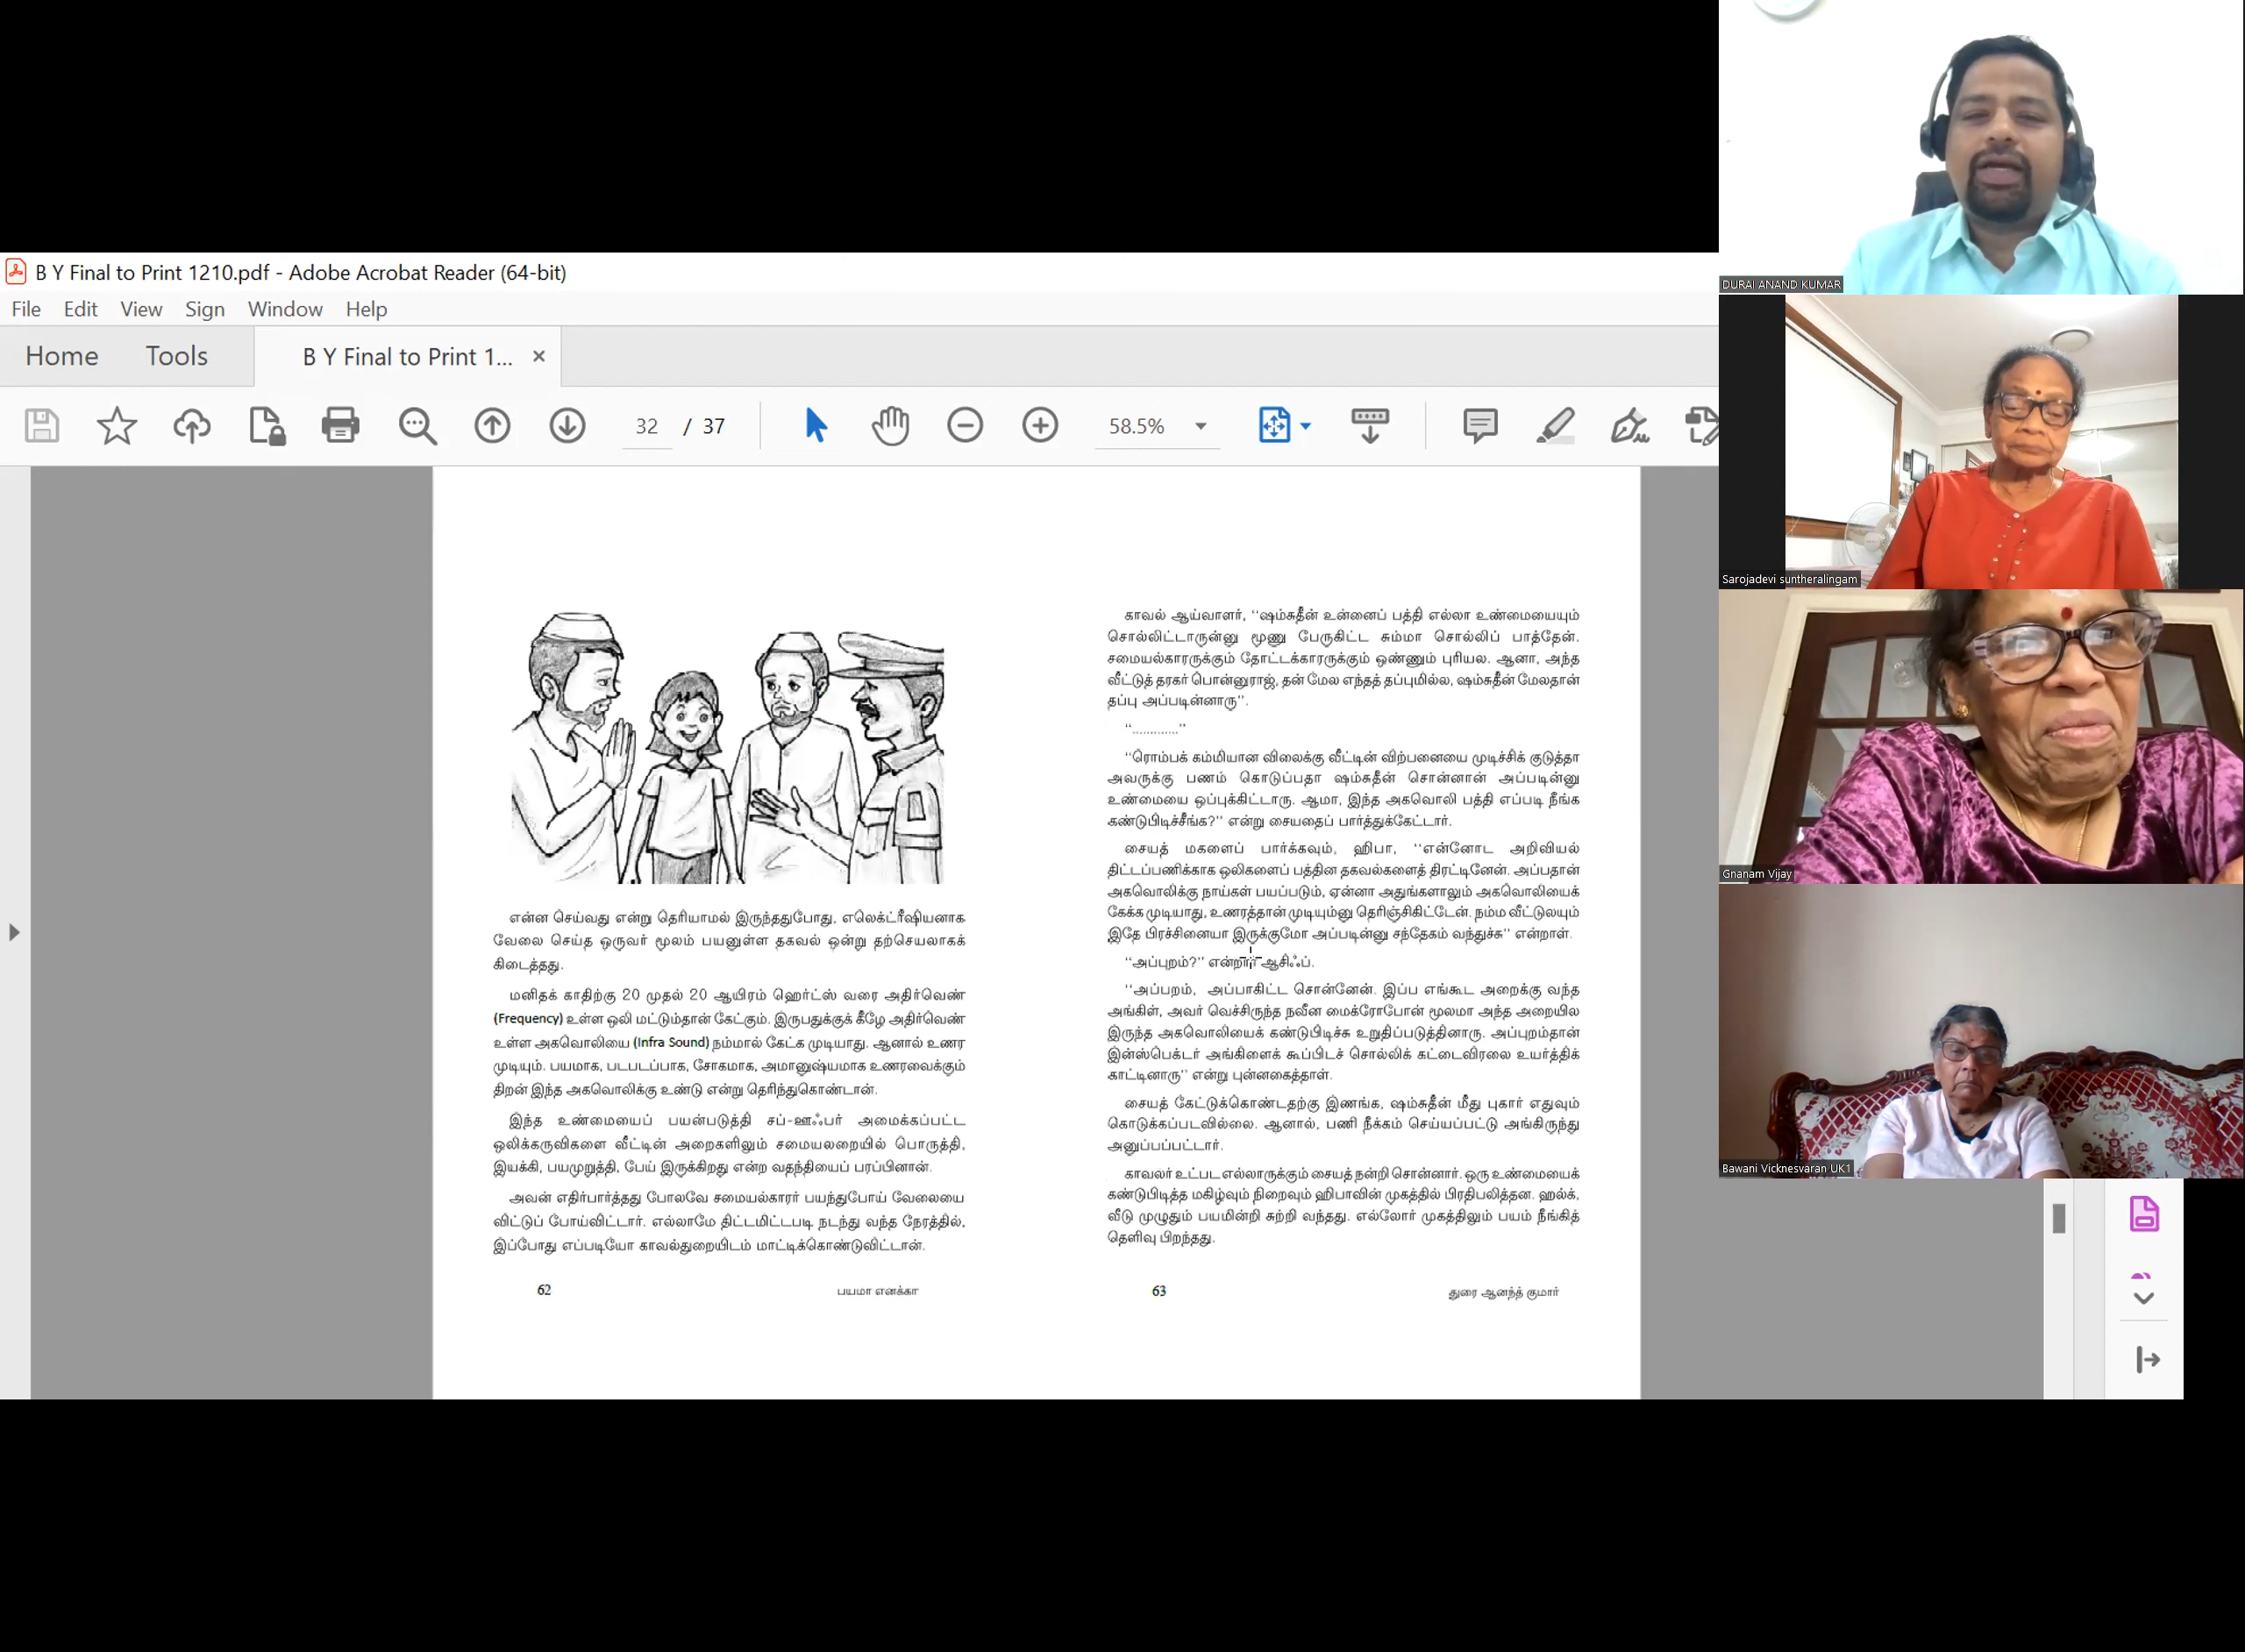 DURAI ANAND KUMAR
B Y Final to Print 1210.pdf - Adobe Acrobat Reader (64-bit)
File Edit View Sign Window Help
Home Tools B Y Final to Print 1... ×
32 / 37 58.5%
Sarojadevi suntheralingam
Gnanam Vijay
Bawani Vicknesvaran UK1
என்ன செய்வது என்று தெரியாமல் இருந்ததுபோது, எலெக்ட்ரீஷியனாக
வேலை செய்த ஒருவர் மூலம் பயனுள்ள தகவல் ஒன்று தற்செயலாகக்
கிடைத்தது.
மனிதக் காதிற்கு 20 முதல் 20 ஆயிரம் ஹெர்ட்ஸ் வரை அதிர்வெண்
(Frequency) உள்ள ஒலி மட்டும்தான் கேட்கும். இருபதுக்குக் கீழே அதிர்வெண்
உள்ள அகவொலியை (Infra Sound) நம்மால் கேட்க முடியாது. ஆனால் உணர
முடியும். பயமாக, படபடப்பாக, சோகமாக, அமானுஷ்யமாக உணரவைக்கும்
திறன் இந்த அகவொலிக்கு உண்டு என்று தெரிந்துகொண்டான்.
இந்த உண்மையைப் பயன்படுத்தி சப்-ஊஃபர் அமைக்கப்பட்ட
ஒலிக்கருவிகளை வீட்டின் அறைகளிலும் சமையலறையில் பொருத்தி,
இயக்கி, பயமுறுத்தி, பேய் இருக்கிறது என்ற வதந்தியைப் பரப்பினான்.
அவன் எதிர்பார்த்தது போலவே சமையல்காரர் பயந்துபோய் வேலையை
விட்டுப் போய்விட்டார். எல்லாமே திட்டமிட்டபடி நடந்து வந்த நேரத்தில்,
இப்போது எப்படியோ காவல்துறையிடம் மாட்டிக்கொண்டுவிட்டான்.
62 பயமா எனக்கா
காவல் ஆய்வாளர், ‘‘ஷம்சுதீன் உன்னைப் பத்தி எல்லா உண்மையையும்
சொல்லிட்டாருன்னு மூணு பேருகிட்ட சும்மா சொல்லிப் பாத்தேன்.
சமையல்காரருக்கும் தோட்டக்காரருக்கும் ஒண்ணும் புரியல. ஆனா, அந்த
வீட்டுத் தரகர் பொன்னுராஜ், தன் மேல எந்தத் தப்புமில்ல, ஷம்சுதீன் மேலதான்
தப்பு அப்படின்னாரு’’.
‘‘.............’’
‘‘ரொம்பக் கம்மியான விலைக்கு வீட்டின் விற்பனையை முடிச்சிக் குடுத்தா
அவருக்கு பணம் கொடுப்பதா ஷம்சுதீன் சொன்னான் அப்படின்னு
உண்மையை ஒப்புக்கிட்டாரு. ஆமா, இந்த அகவொலி பத்தி எப்படி நீங்க
கண்டுபிடிச்சீங்க?’’ என்று சையதைப் பார்த்துக்கேட்டார்.
சையத் மகளைப் பார்க்கவும், ஹிபா, ‘‘என்னோட அறிவியல்
திட்டப்பணிக்காக ஒலிகளைப் பத்தின தகவல்களைத் திரட்டினேன். அப்பதான்
அகவொலிக்கு நாய்கள் பயப்படும், ஏன்னா அதுங்களாலும் அகவொலியைக்
கேக்க முடியாது, உணரத்தான் முடியும்னு தெரிஞ்சிகிட்டேன். நம்ம வீட்டுலயும்
இதே பிரச்சினையா இருக்குமோ அப்படின்னு சந்தேகம் வந்துச்சு’’ என்றாள்.
‘‘அப்புறம்?’’ என்றார் ஆசிஃப்.
‘‘அப்பறம், அப்பாகிட்ட சொன்னேன். இப்ப எங்கூட அறைக்கு வந்த
அங்கிள், அவர் வெச்சிருந்த நவீன மைக்ரோபோன் மூலமா அந்த அறையில
இருந்த அகவொலியைக் கண்டுபிடிச்சு உறுதிப்படுத்தினாரு. அப்புறம்தான்
இன்ஸ்பெக்டர் அங்கிளைக் கூப்பிடச் சொல்லிக் கட்டைவிரலை உயர்த்திக்
காட்டினாரு’’ என்று புன்னகைத்தாள்.
சையத் கேட்டுக்கொண்டதற்கு இணங்க, ஷம்சுதீன் மீது புகார் எதுவும்
கொடுக்கப்படவில்லை. ஆனால், பணி நீக்கம் செய்யப்பட்டு அங்கிருந்து
அனுப்பப்பட்டார்.
காவலர் உட்பட எல்லாருக்கும் சையத் நன்றி சொன்னார். ஒரு உண்மையைக்
கண்டுபிடித்த மகிழ்வும் நிறைவும் ஹிபாவின் முகத்தில் பிரதிபலித்தன. ஹல்க்,
வீடு முழுதும் பயமின்றி சுற்றி வந்தது. எல்லோர் முகத்திலும் பயம் நீங்கித்
தெளிவு பிறந்தது.
63 துரை ஆனந்த் குமார்